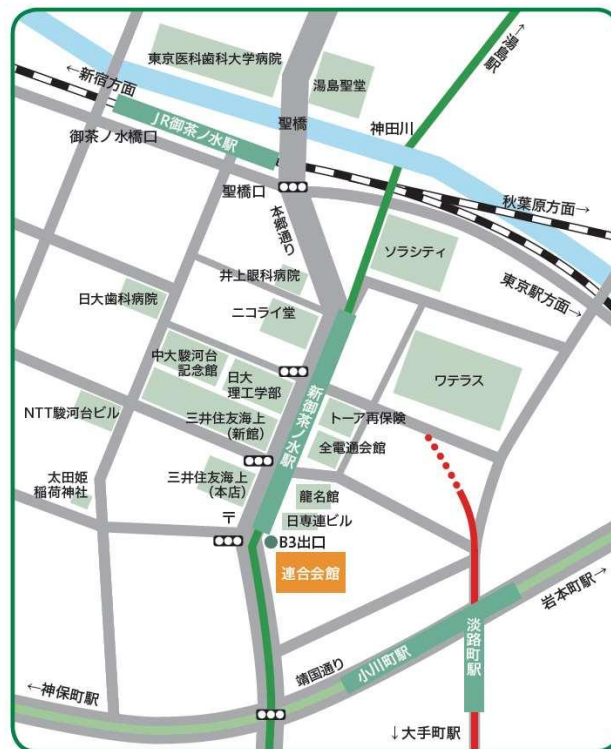 東京医科歯科大学病院
←湯島駅
←新宿方面
湯島聖堂
JR御茶ノ水駅
聖橋
神田川
御茶ノ水橋口
聖橋口
秋葉原方面→
本郷通り
ソラシティ
井上眼科病院
東京駅方面→
日大歯科病院
ニコライ堂
中大駿河台
記念館
日大
理工学部
新御茶ノ水駅
ワテラス
NTT駿河台ビル
三井住友海上
(新館)
トーア再保険
全電通会館
太田姫
稲荷神社
三井住友海上
(本店)
龍名館
〒
日専連ビル
B3出口
連合会館
岩本町駅→
淡路町駅
小川町駅
靖国通り
←神保町駅
↓大手町駅